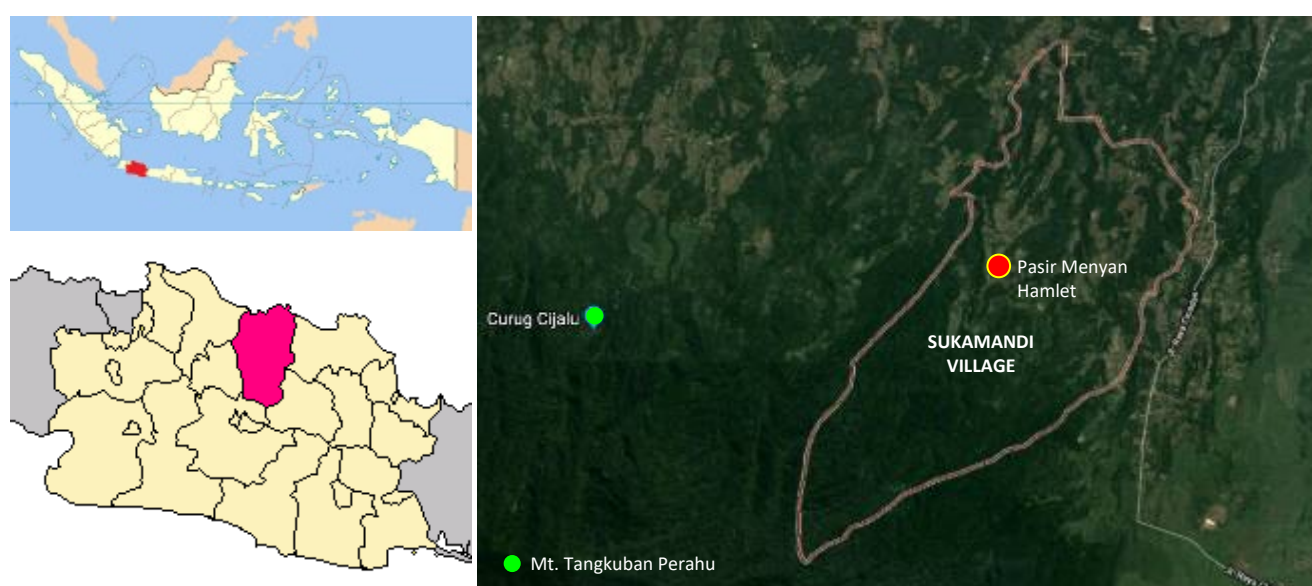 Pasir Menyan
Hamlet
Curug Cijalu
SUKAMANDI
VILLAGE
Mt. Tangkuban Perahu